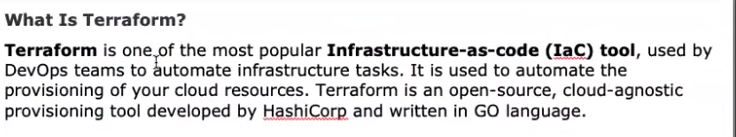 What Is Terraform?
Terraform is one of the most popular Infrastructure-as-code (IaC) tool, used by
DevOps teams to automate infrastructure tasks. It is used to automate the
provisioning of your cloud resources. Terraform is an open-source, cloud-agnostic
provisioning tool developed by HashiCorp and written in GO language.